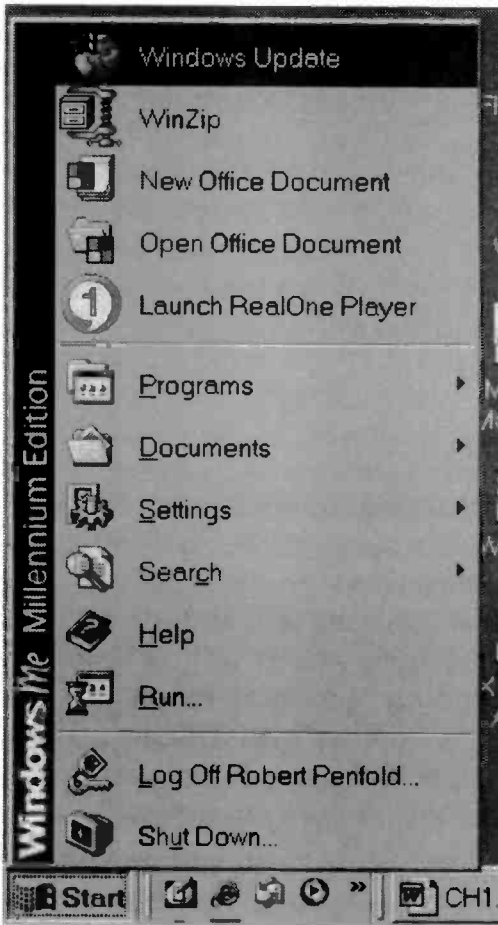 Windows Update
WinZip
New Office Document
Open Office Document
Launch RealOne Player
Programs
Documents
Settings
Search
Help
Run...
Log Off Robert Penfold...
Shut Down...
Windows Me Millennium Edition
Start
»
CH1